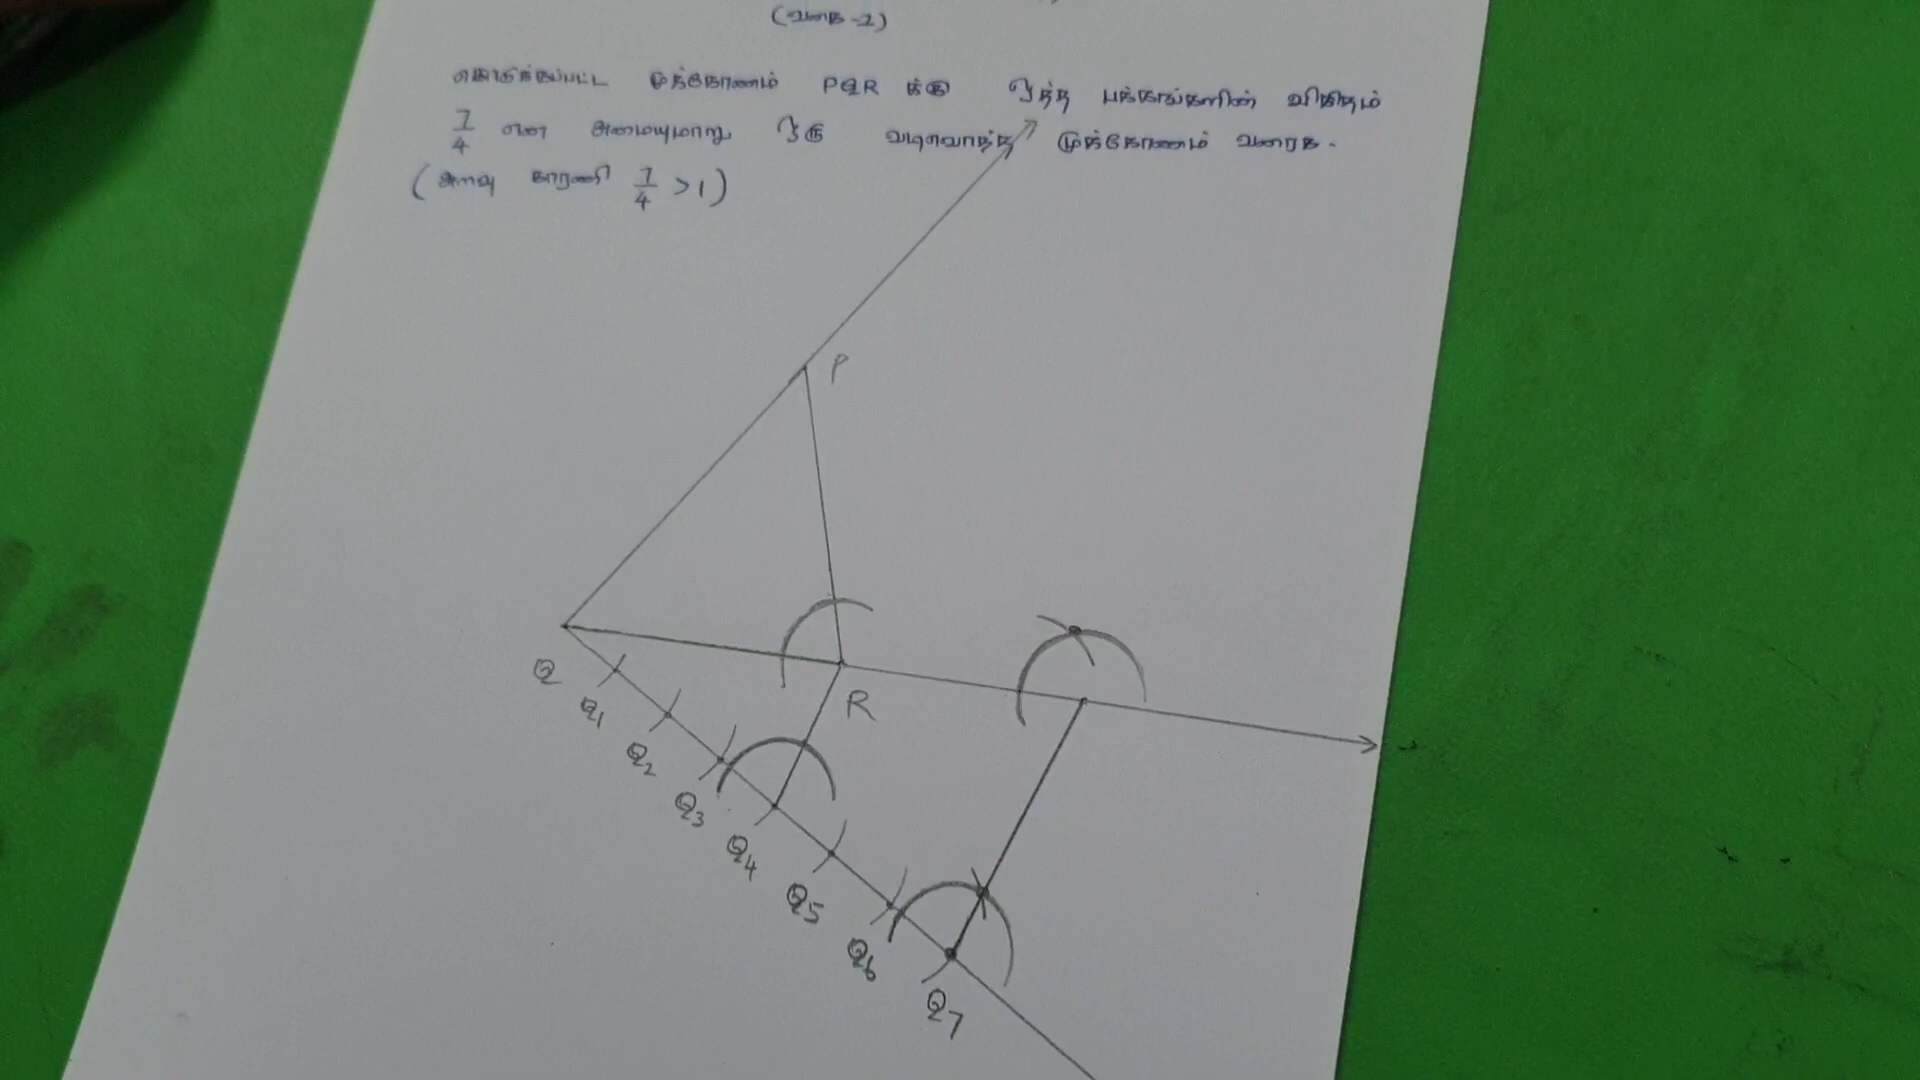 (வகை -2)
கொடுக்கப்பட்ட முக்கோணம் PQR க்கு ஒத்த பக்கங்களின் விகிதம்
7/4 என அமையுமாறு ஒரு வடிவொத்த முக்கோணம் வரைக.
(அளவு காரணி 7/4 >1)
P
Q
R
Q1
Q2
Q3
Q4
Q5
Q6
Q7